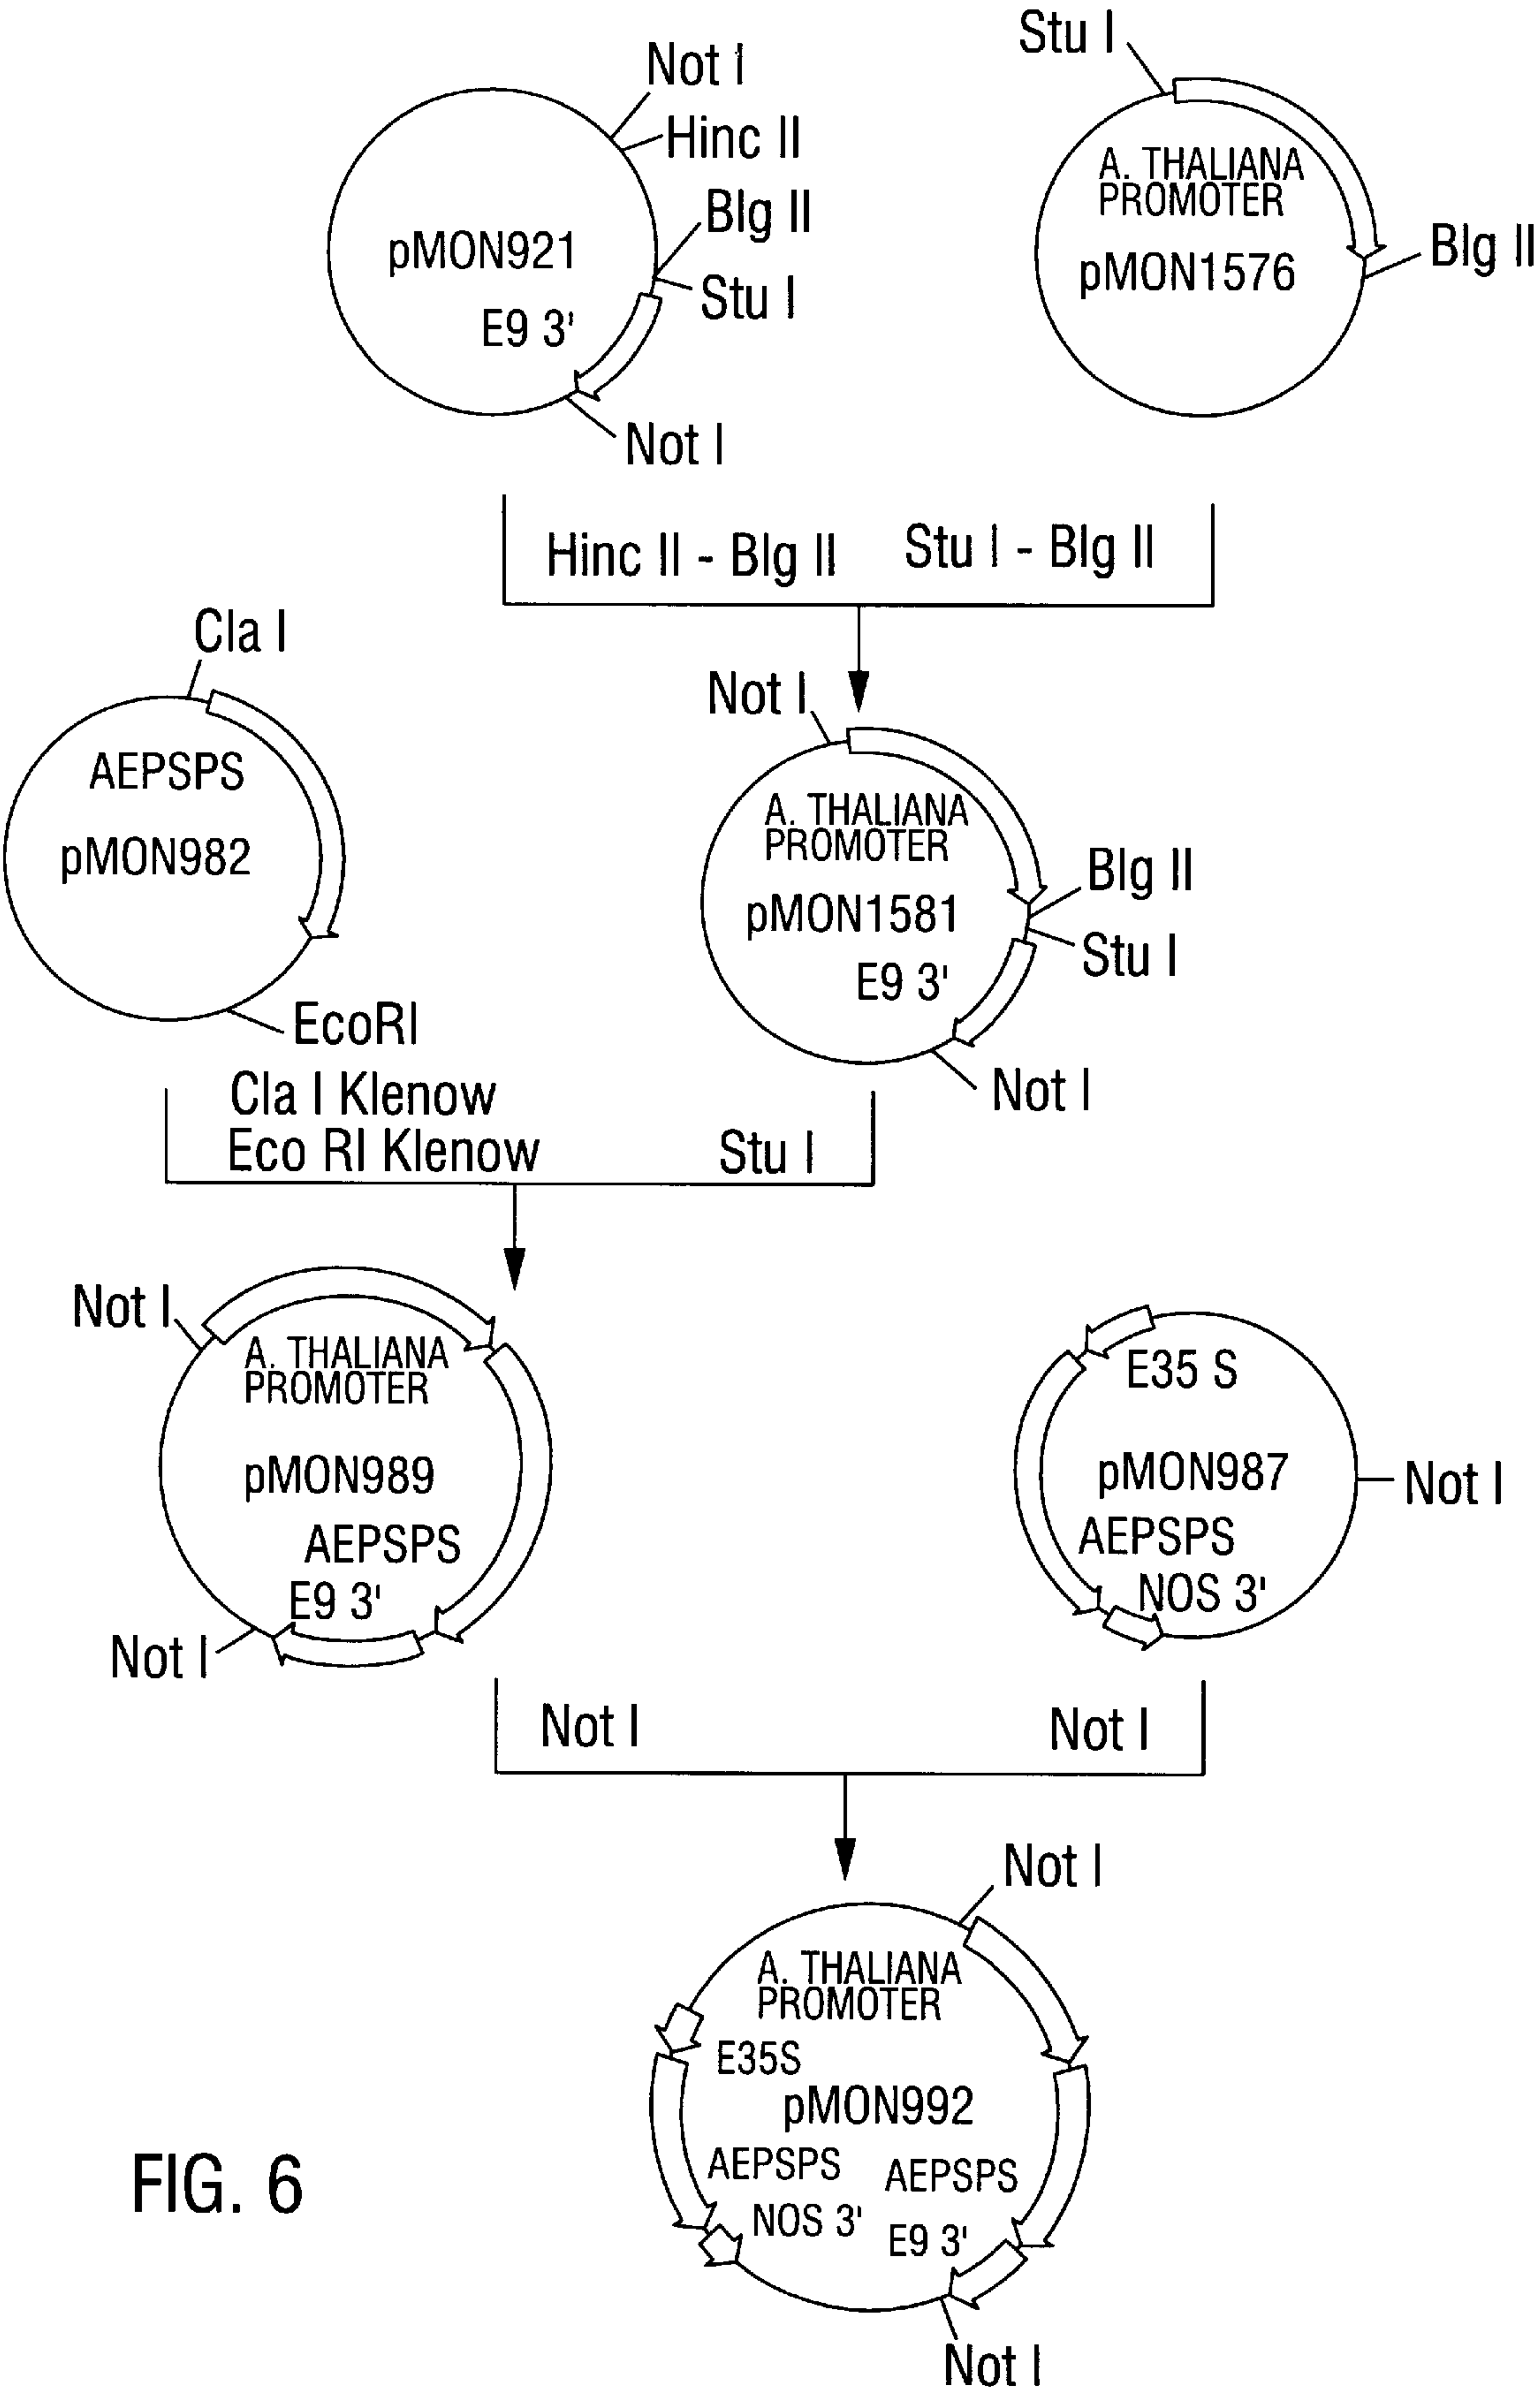 Stu I
Not I
Hinc II
Blg II
Stu I
pMON921
E9 3'
Not I
A. THALIANA
PROMOTER
pMON1576
Blg II
Hinc II - Blg II
Stu I - Blg II
Cla I
AEPSPS
pMON982
EcoRI
Not I
A. THALIANA
PROMOTER
pMON1581
Blg II
Stu I
E9 3'
Not I
Cla I Klenow
Eco RI Klenow
Stu I
Not I
A. THALIANA
PROMOTER
pMON989
AEPSPS
E9 3'
Not I
E35 S
pMON987
Not I
AEPSPS
NOS 3'
Not I
Not I
Not I
A. THALIANA
PROMOTER
E35S
pMON992
AEPSPS
AEPSPS
NOS 3'
E9 3'
Not I
FIG. 6